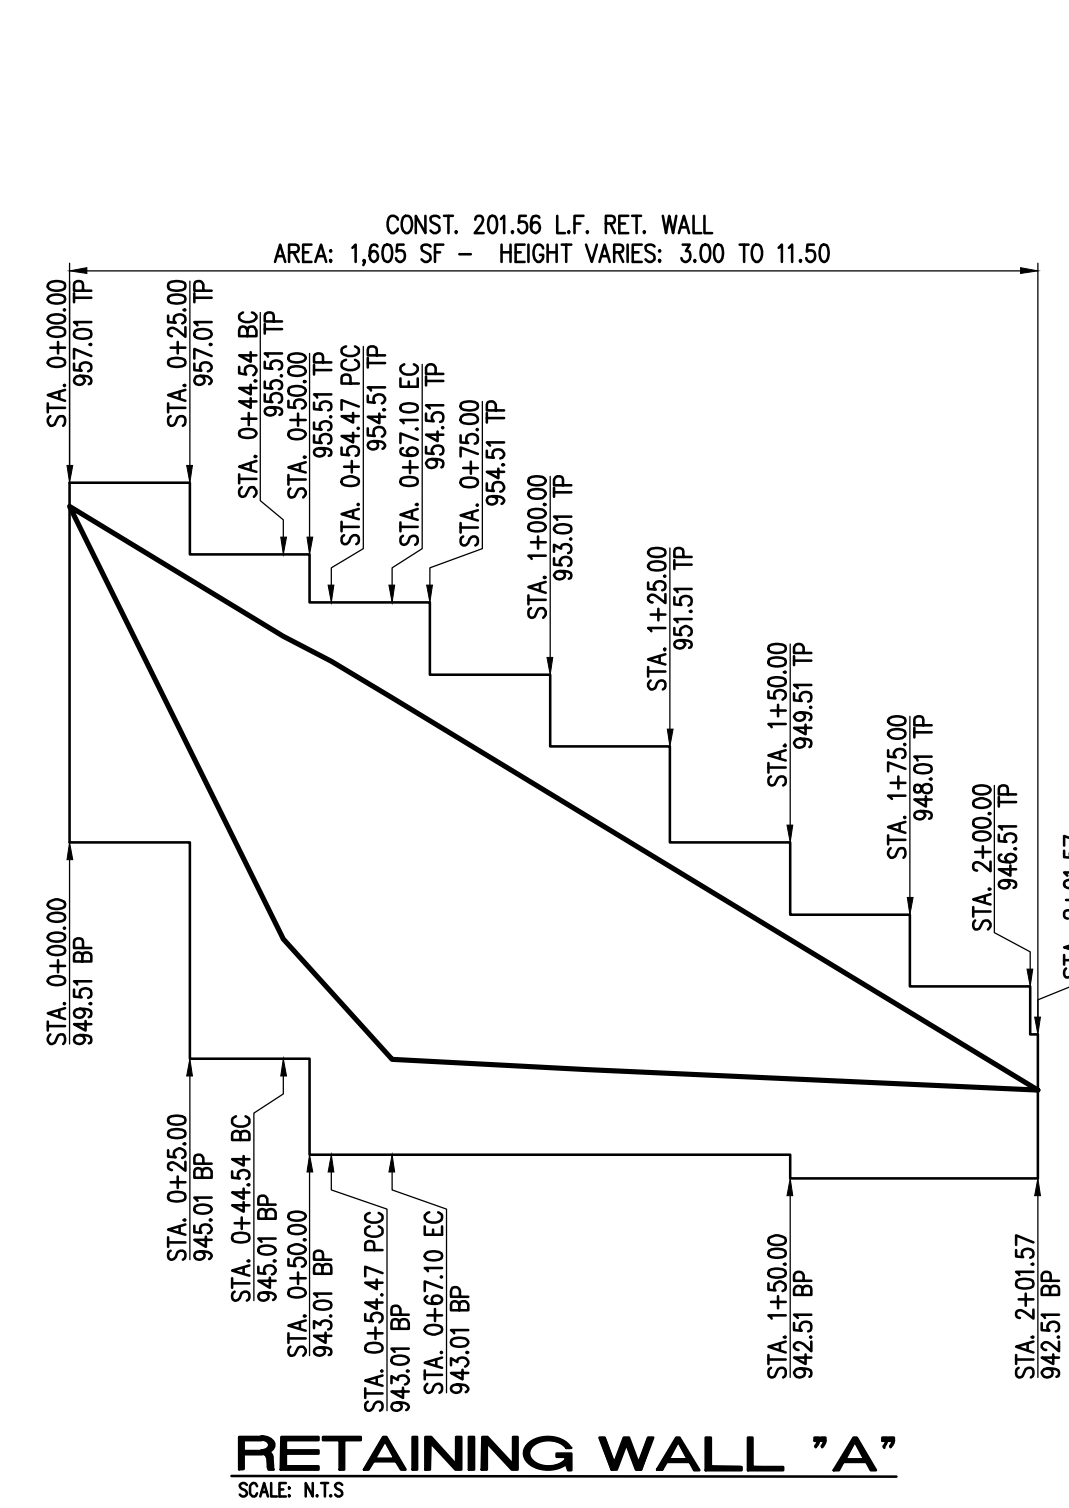 CONST. 201.56 L.F. RET. WALL
AREA: 1,605 SF - HEIGHT VARIES: 3.00 TO 11.50
STA. 0+00.00
957.01 TP
STA. 0+25.00
957.01 TP
STA. 0+44.54 BC
955.51 TP
STA. 0+50.00
955.51 TP
STA. 0+54.47 PCC
954.51 TP
STA. 0+67.10 EC
954.51 TP
STA. 0+75.00
954.51 TP
STA. 1+00.00
953.01 TP
STA. 1+25.00
951.51 TP
STA. 1+50.00
949.51 TP
STA. 1+75.00
948.01 TP
STA. 2+00.00
946.51 TP
STA. 0+00.00
949.51 BP
STA. 0+25.00
945.01 BP
STA. 0+44.54 BC
945.01 BP
STA. 0+50.00
943.01 BP
STA. 0+54.47 PCC
943.01 BP
STA. 0+67.10 EC
943.01 BP
STA. 1+50.00
942.51 BP
STA. 2+01.57
942.51 BP
RETAINING WALL "A"
SCALE: N.T.S